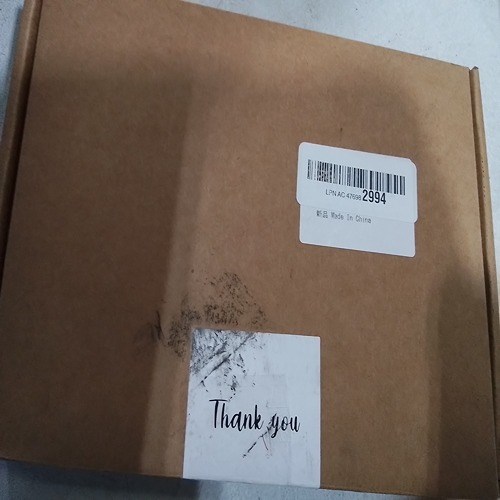 LPN AC 47698 2994
新品 Made In China
Thank you